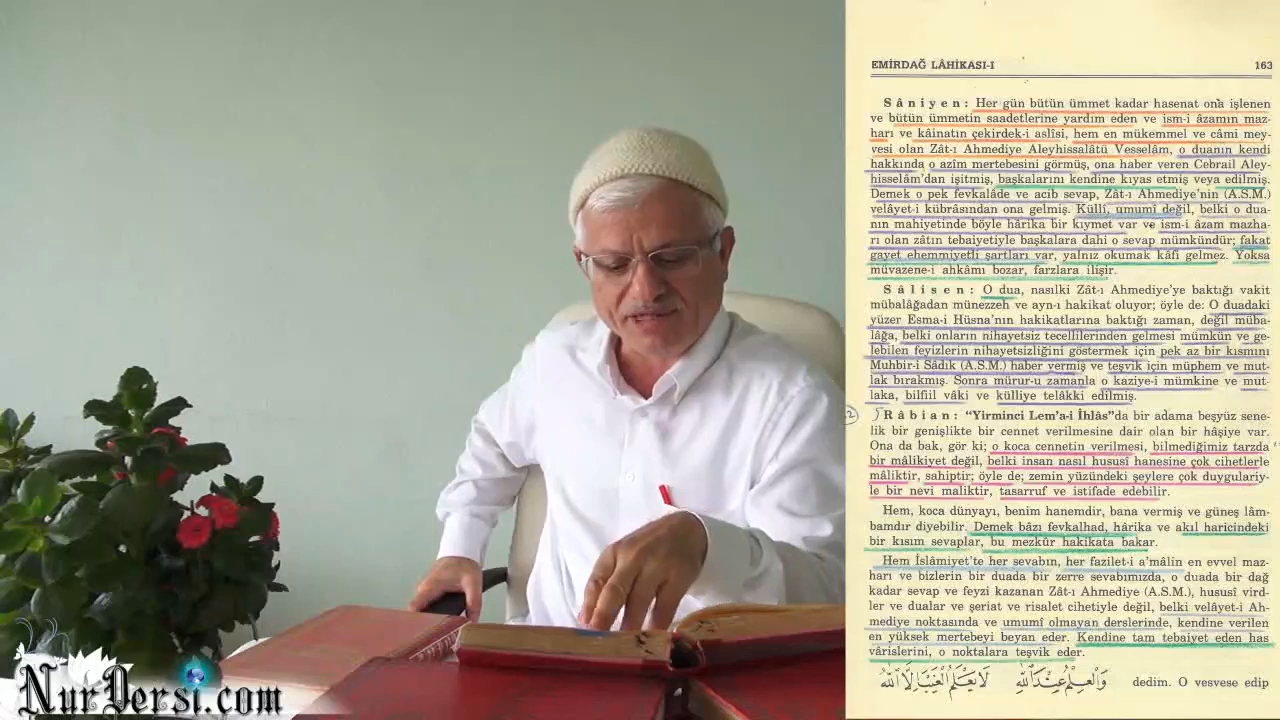 EMİRDAĞ LÂHİKASI-I 163
Sâniyen: Her gün bütün ümmet kadar hasenat ona işlenen
ve bütün ümmetin saadetlerine yardım eden ve ism-i âzamın maz-
harı ve kâinatın çekirdek-i aslîsi, hem en mükemmel ve câmi mey-
vesi olan Zât-ı Ahmediye Aleyhissalâtü Vesselâm, o duanın kendi
hakkında o azîm mertebesini görmüş, ona haber veren Cebrail Aley-
hisselâm'dan işitmiş, başkalarını kendine kıyas etmiş veya edilmiş.
Demek o pek fevkalâde ve acib sevap, Zât-ı Ahmediye'nin (A.S.M.)
velâyet-i kübrâsından ona gelmiş. Küllî, umumî değil, belki o dua-
nın mahiyetinde böyle hârika bir kıymet var ve ism-i âzam mazha-
rı olan zâtın tebaiyetiyle başkalara dahi o sevap mümkündür; fakat
gayet ehemmiyetli şartları var, yalnız okumak kâfi gelmez. Yoksa
müvazene-i ahkâmı bozar, farzlara ilişir.
Sâlisen: O dua, nasılki Zât-ı Ahmediye'ye baktığı vakit
mübalâğadan münezzeh ve ayn-ı hakikat oluyor; öyle de: O duadaki
yüzer Esma-i Hüsna'nın hakikatlarına baktığı zaman, değil müba-
lâğa, belki onların nihayetsiz tecellilerinden gelmesi mümkün ve ge-
lebilen feyizlerin nihayetsizliğini göstermek için pek az bir kısmını
Muhbir-i Sâdık (A.S.M.) haber vermiş ve teşvik için müphem ve mut-
lak bırakmış. Sonra mürur-u zamanla o kaziye-i mümkine ve mut-
laka, bilfiil vâki ve külliye telâkki edilmiş.
Râbian: "Yirminci Lem'a-i İhlâs"da bir adama beşyüz sene-
lik bir genişlikte bir cennet verilmesine dair olan bir hâşiye var.
Ona da bak, gör ki; o koca cennetin verilmesi, bilmediğimiz tarzda
bir mâlikiyet değil, belki insan nasıl hususî hanesine çok cihetlerle
mâliktir, sahiptir; öyle de; zemin yüzündeki şeylere çok duygulariy-
le bir nevi maliktir, tasarruf ve istifade edebilir.
Hem, koca dünyayı, benim hanemdir, bana vermiş ve güneş lâm-
bamdır diyebilir. Demek bâzı fevkalhad, hârika ve akıl haricindeki
bir kısım sevaplar, bu mezkûr hakikata bakar.
Hem İslâmiyet'te her sevabın, her fazilet-i a'mâlin en evvel maz-
harı ve bizlerin bir duada bir zerre sevabımızda, o duada bir dağ
kadar sevap ve feyzi kazanan Zât-ı Ahmediye (A.S.M.), hususî vird-
ler ve dualar ve şeriat ve risalet cihetiyle değil, belki velâyet-i Ah-
mediye noktasında ve umumî olmayan derslerinde, kendine verilen
en yüksek mertebeyi beyan eder. Kendine tam tebaiyet eden has
vârislerini, o noktalara teşvik eder.
وَالْعِلْمُ عِنْدَ اللّٰهِ لَا يَعْلَمُ الْغَيْبَ اِلَّا اللّٰهُ dedim. O vesvese edip
NurDersi.com